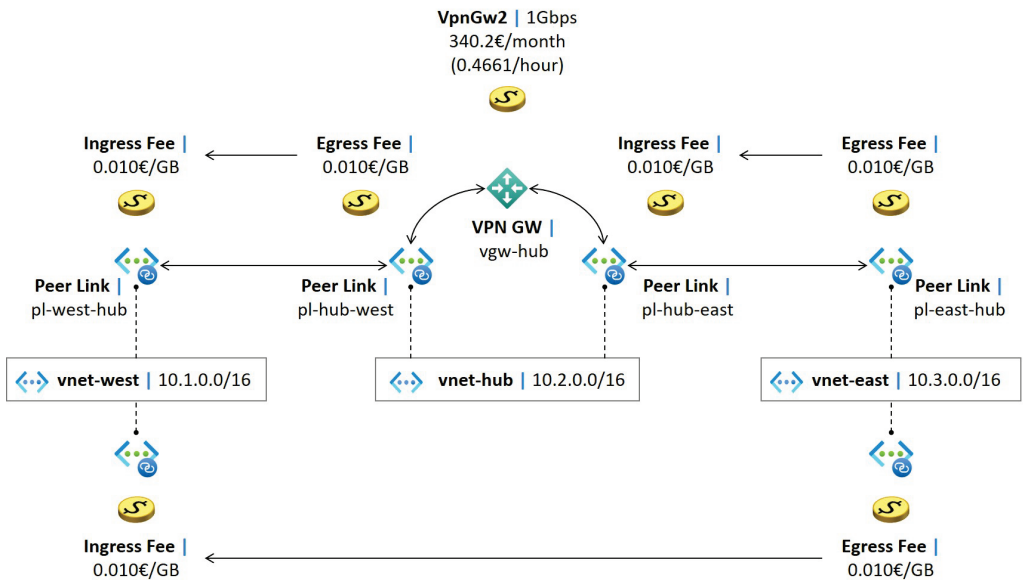 VpnGw2 | 1Gbps
340.2€/month
(0.4661/hour)
Ingress Fee |
0.010€/GB
Egress Fee |
0.010€/GB
Ingress Fee |
0.010€/GB
Egress Fee |
0.010€/GB
VPN GW |
vgw-hub
Peer Link |
pl-west-hub
Peer Link |
pl-hub-west
Peer Link |
pl-hub-east
Peer Link |
pl-east-hub
vnet-west | 10.1.0.0/16
vnet-hub | 10.2.0.0/16
vnet-east | 10.3.0.0/16
Ingress Fee |
0.010€/GB
Egress Fee |
0.010€/GB